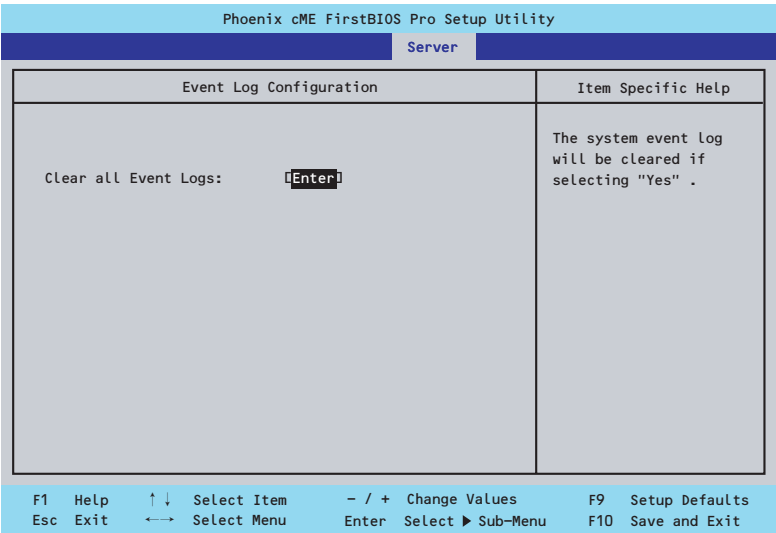 Phoenix cME FirstBIOS Pro Setup Utility
Server
Event Log Configuration
Item Specific Help
Clear all Event Logs: [Enter]
The system event log
will be cleared if
selecting "Yes" .
F1 Help ↑↓ Select Item – / + Change Values F9 Setup Defaults
Esc Exit ←→ Select Menu Enter Select ▶ Sub-Menu F10 Save and Exit